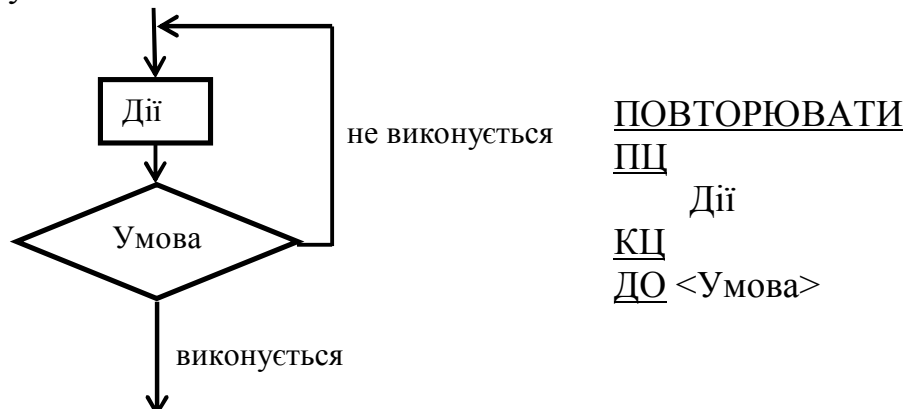 Дії
Умова
не виконується
виконується
ПОВТОРЮВАТИ
ПЦ
Дії
КЦ
ДО <Умова>